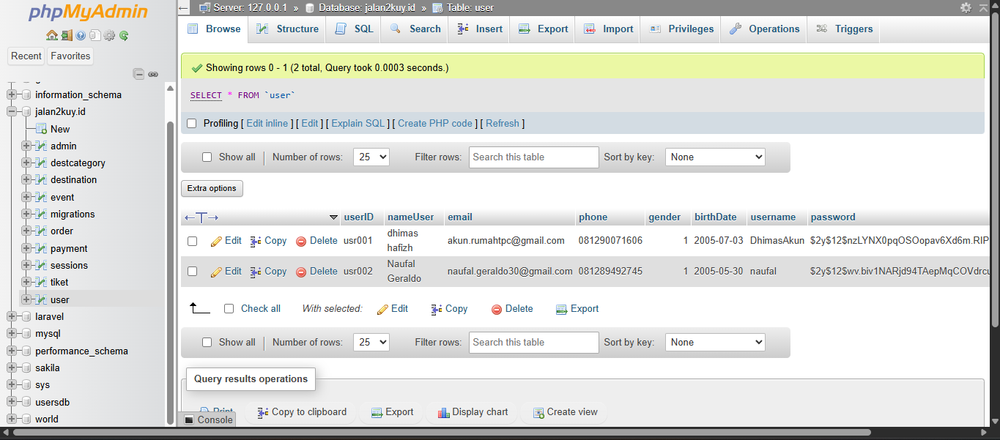 phpMyAdmin
Recent Favorites
information_schema
jalan2kuy.id
New
admin
destcategory
destination
event
migrations
order
payment
sessions
tiket
user
laravel
mysql
performance_schema
sakila
sys
usersdb
world
Server: 127.0.0.1 » Database: jalan2kuy.id » Table: user
Browse Structure SQL Search Insert Export Import Privileges Operations Triggers
Showing rows 0 - 1 (2 total, Query took 0.0003 seconds.)
SELECT * FROM `user`
Profiling [ Edit inline ] [ Edit ] [ Explain SQL ] [ Create PHP code ] [ Refresh ]
Show all | Number of rows: 25 Filter rows: Search this table Sort by key: None
Extra options
←T→ userID nameUser email phone gender birthDate username password
Edit Copy Delete usr001 dhimas hafizh akun.rumahtpc@gmail.com 081290071606 1 2005-07-03 DhimasAkun $2y$12$nzLYNX0pqOSOopav6Xd6m.RIP
Edit Copy Delete usr002 Naufal Geraldo naufal.geraldo30@gmail.com 081289492745 1 2005-05-30 naufal $2y$12$wv.biv1NARjd94TAepMqCOVdrcu
Check all With selected: Edit Copy Delete Export
Show all | Number of rows: 25 Filter rows: Search this table Sort by key: None
Query results operations
Print Copy to clipboard Export Display chart Create view
Console